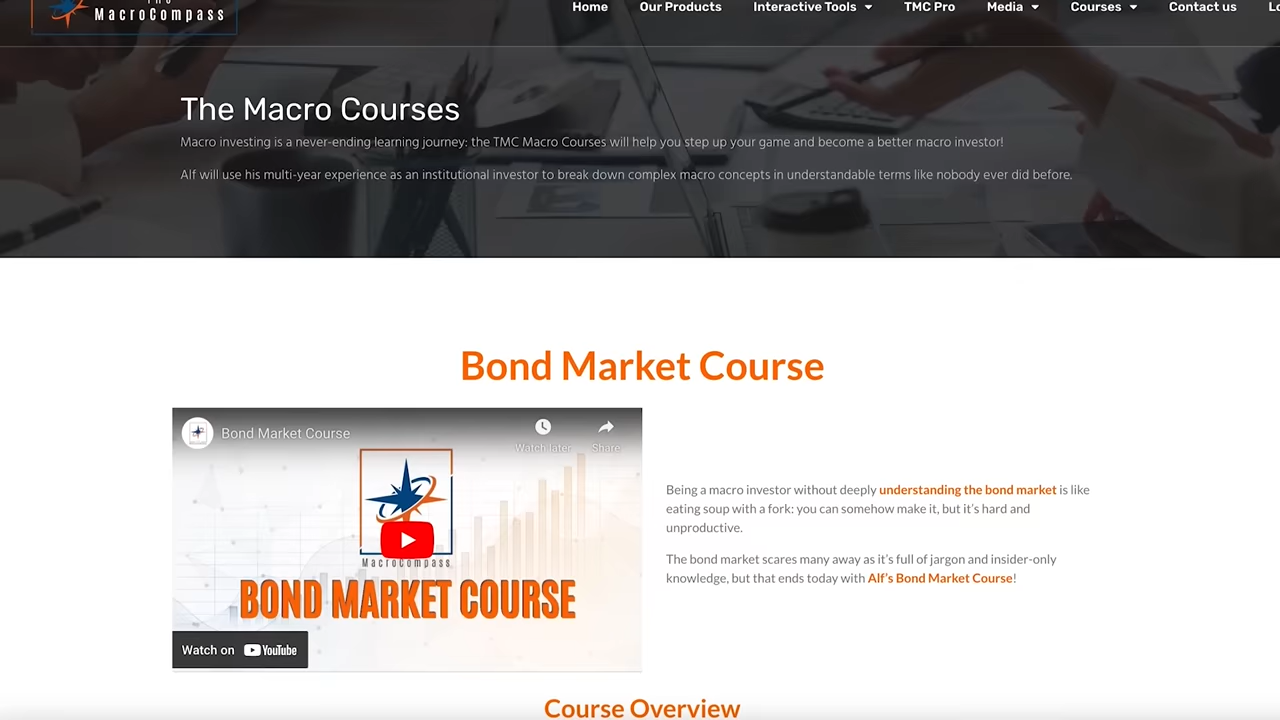 THE
MacroCompass
Home Our Products Interactive Tools TMC Pro Media Courses Contact us
The Macro Courses
Macro investing is a never-ending learning journey: the TMC Macro Courses will help you step up your game and become a better macro investor!
Alf will use his multi-year experience as an institutional investor to break down complex macro concepts in understandable terms like nobody ever did before.
Bond Market Course
Bond Market Course
Watch later Share
MacroCompass
BOND MARKET COURSE
Watch on YouTube
Being a macro investor without deeply understanding the bond market is like
eating soup with a fork: you can somehow make it, but it's hard and
unproductive.
The bond market scares many away as it's full of jargon and insider-only
knowledge, but that ends today with Alf's Bond Market Course!
Course Overview